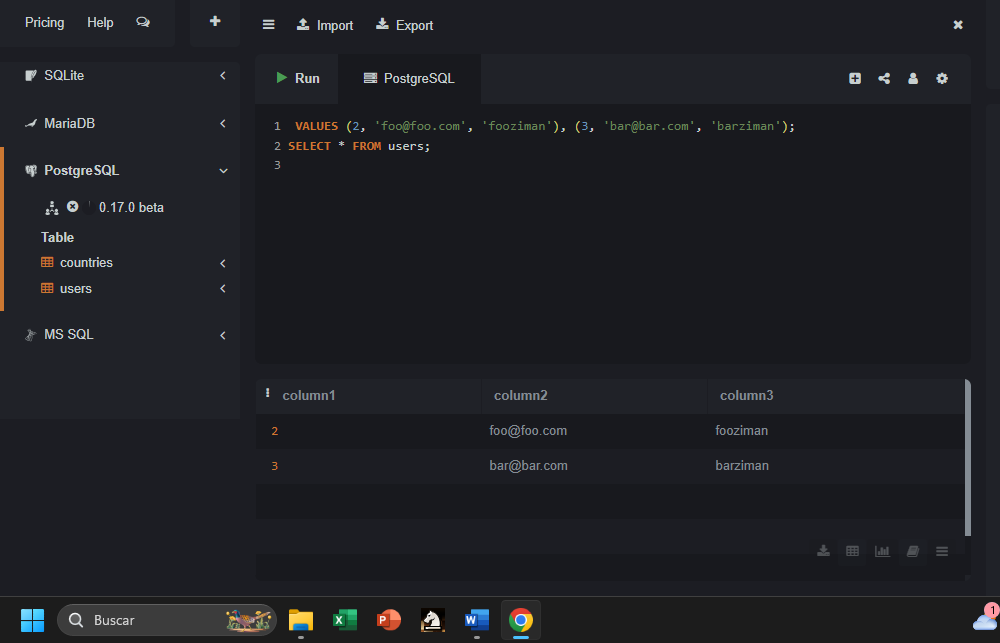 Pricing Help
Import Export
SQLite
MariaDB
PostgreSQL
0.17.0 beta
Table
countries
users
MS SQL
Run PostgreSQL
1 VALUES (2, 'foo@foo.com', 'fooziman'), (3, 'bar@bar.com', 'barziman');
2 SELECT * FROM users;
3
column1 column2 column3
2 foo@foo.com fooziman
3 bar@bar.com barziman
Buscar
X P W 1